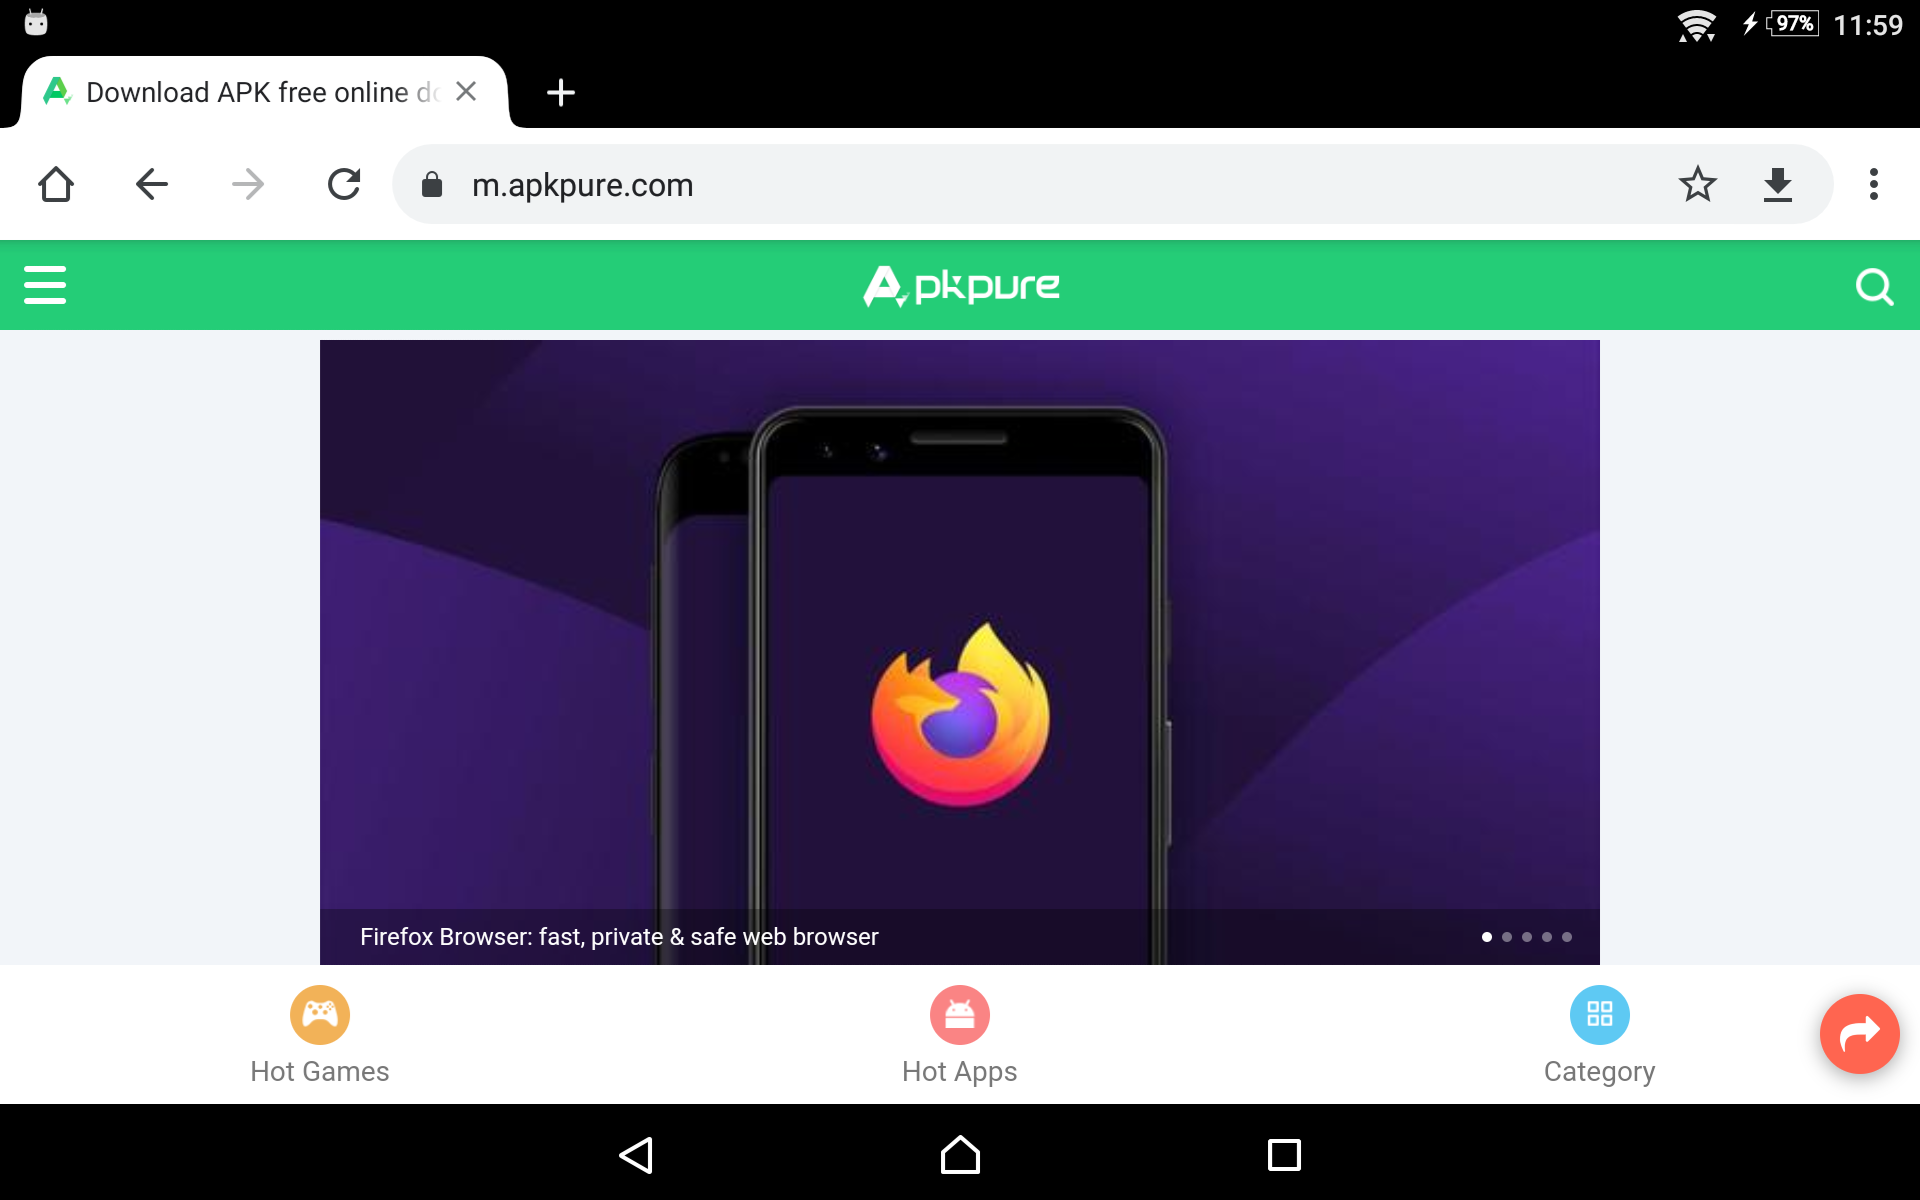 97% 11:59
Download APK free online do
m.apkpure.com
Apkpure
Firefox Browser: fast, private & safe web browser
Hot Games
Hot Apps
Category